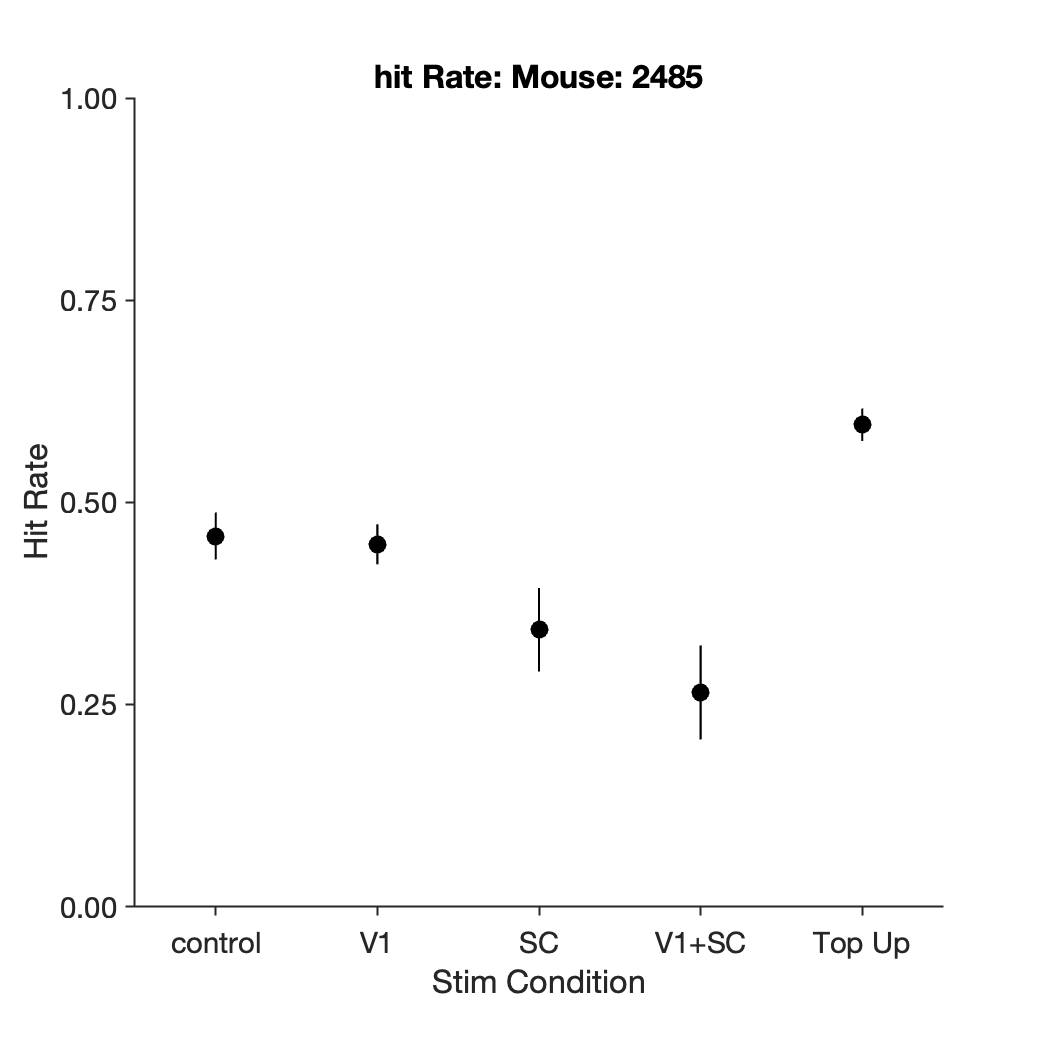 hit Rate: Mouse: 2485
1.00
0.75
0.50
0.25
0.00
Hit Rate
control V1 SC V1+SC Top Up
Stim Condition